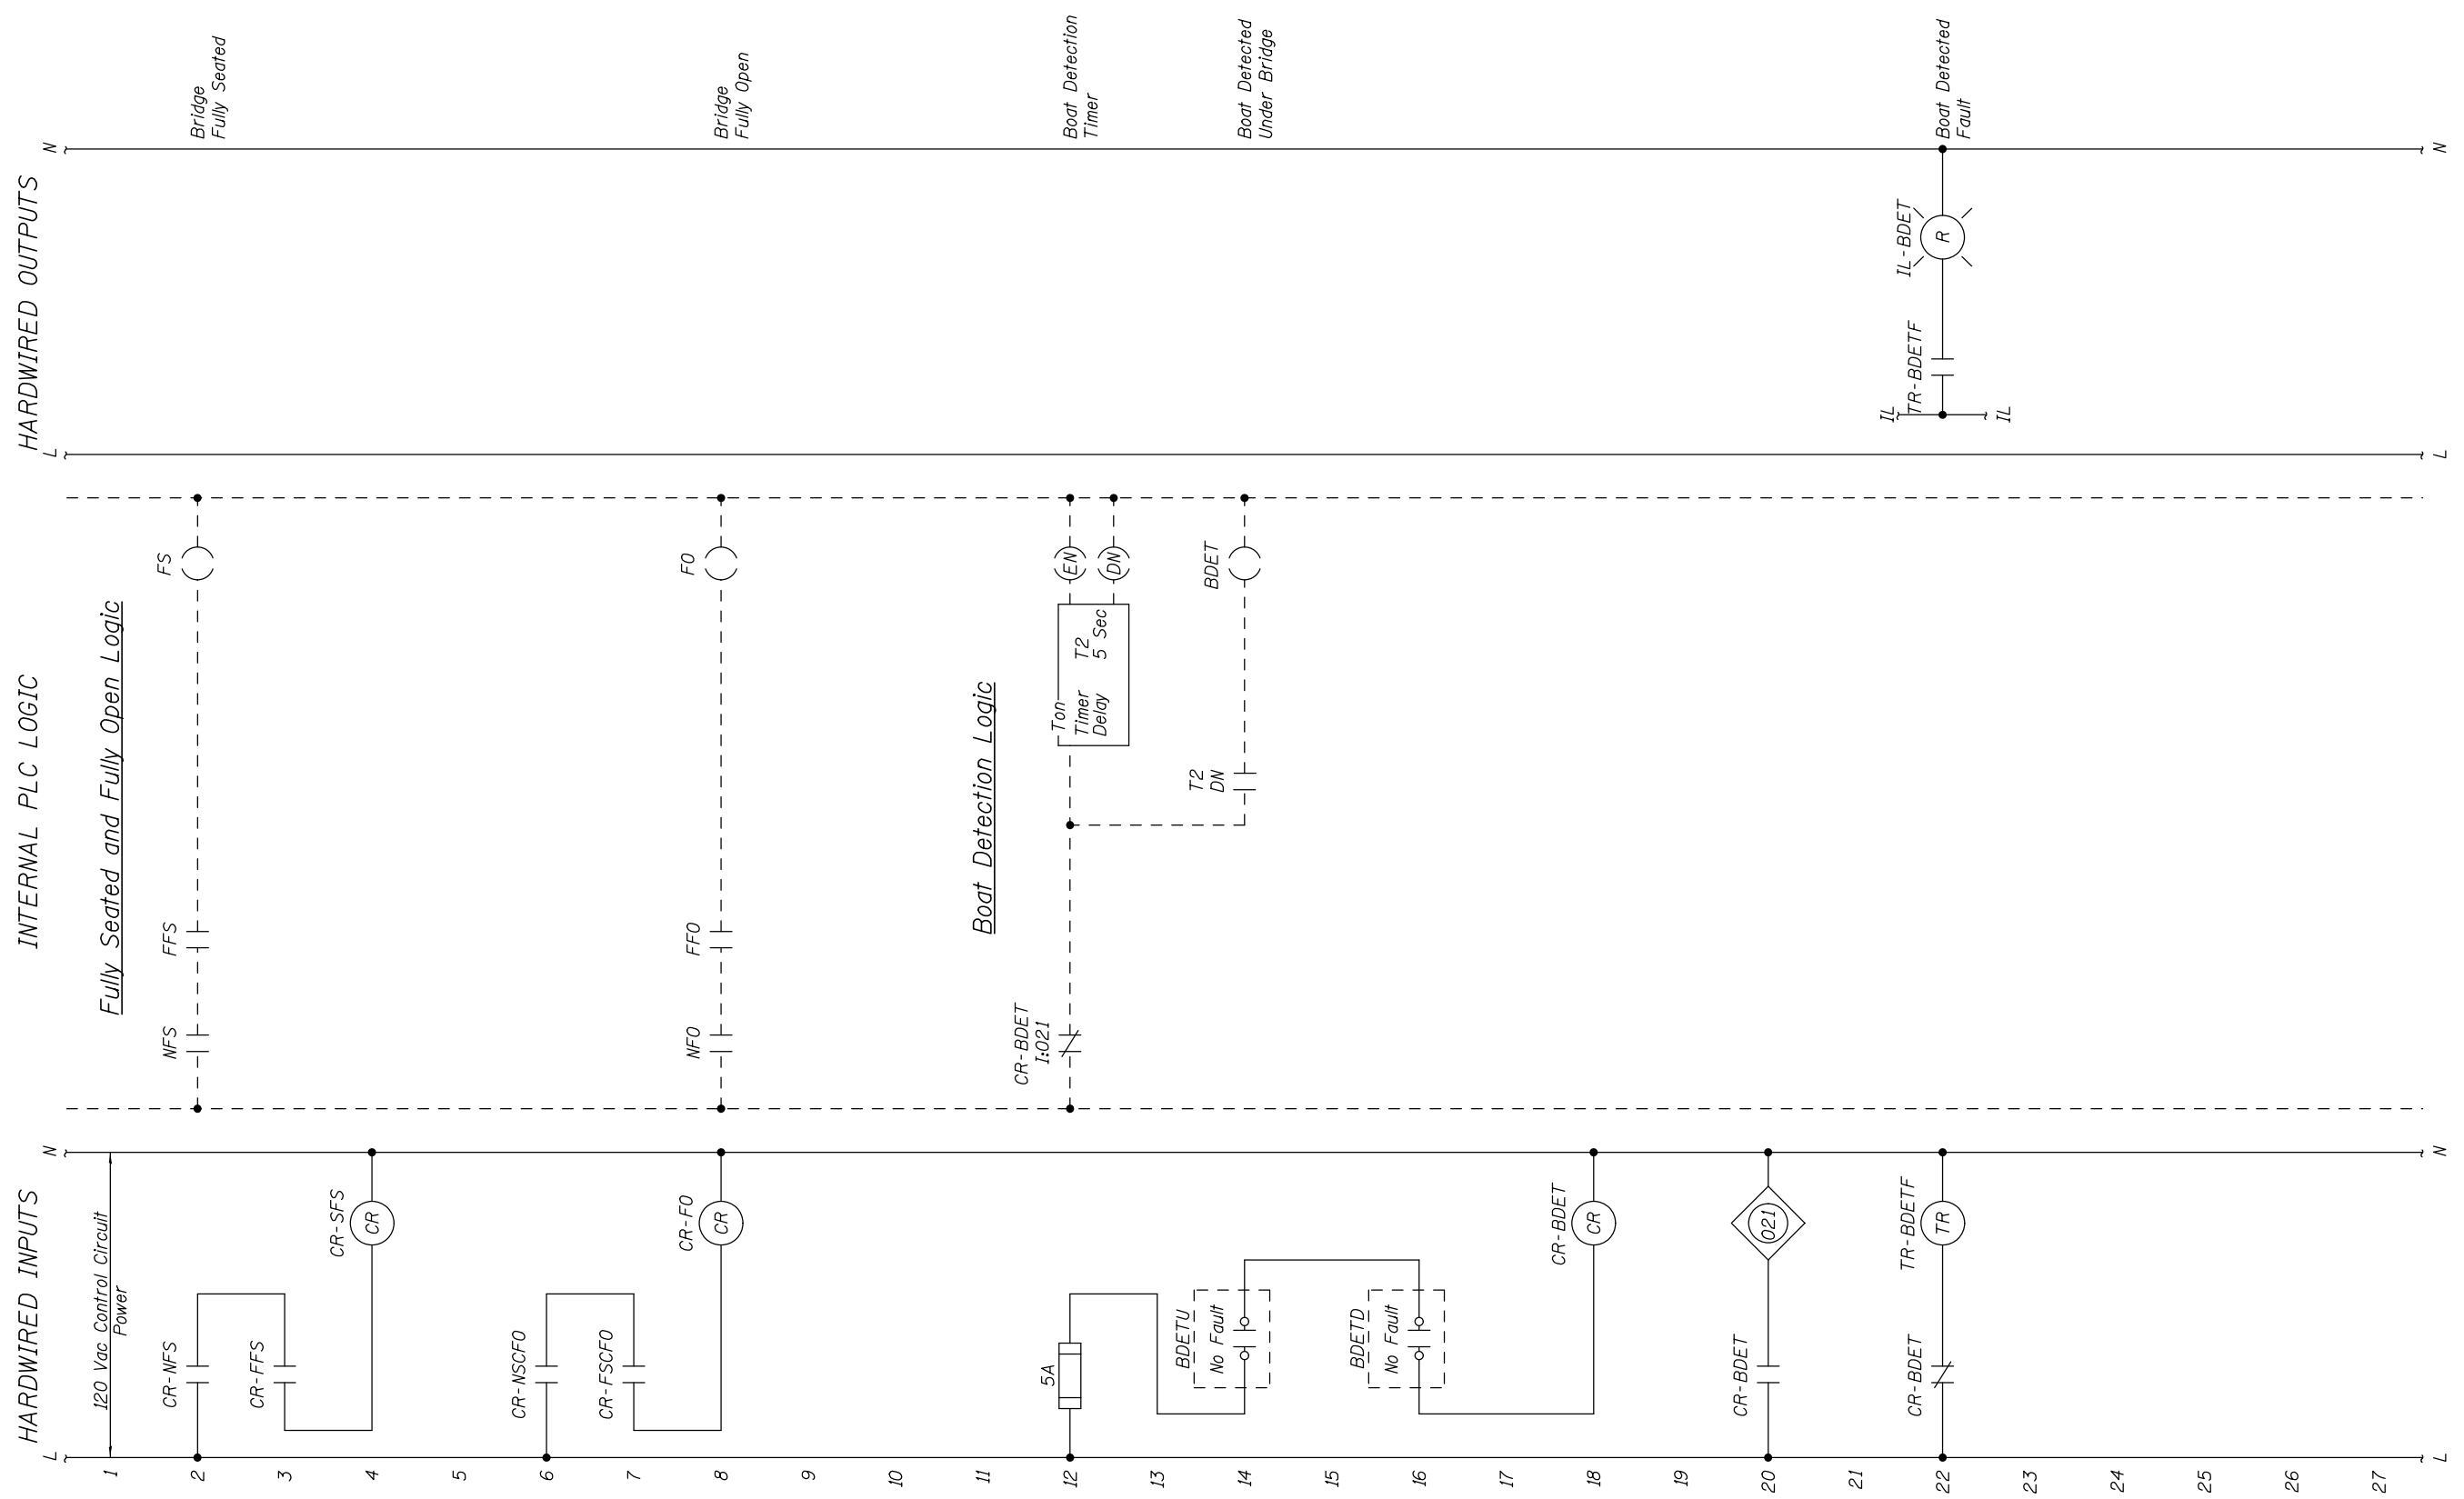 HARDWIRED INPUTS
INTERNAL PLC LOGIC
HARDWIRED OUTPUTS
L
N
L
N
1
120 Vac Control Circuit
Power
Fully Seated and Fully Open Logic
2
CR-NFS
NFS
FFS
FS
Bridge
Fully Seated
3
CR-FFS
4
CR-SFS
CR
5
6
CR-NSCFO
7
CR-FSCFO
8
CR-FO
CR
NFO
FFO
FO
Bridge
Fully Open
9
10
11
Boat Detection Logic
12
5A
CR-BDET
I:021
Ton
Timer T2
Delay 5 Sec
EN
DN
Boat Detection
Timer
13
14
BDETU
No Fault
T2
DN
BDET
Boat Detected
Under Bridge
15
16
BDETD
No Fault
17
18
CR-BDET
CR
19
20
CR-BDET
021
21
22
CR-BDET
TR-BDETF
TR
IL
TR-BDETF
IL
IL-BDET
R
Boat Detected
Fault
23
24
25
26
27
L
N
L
N